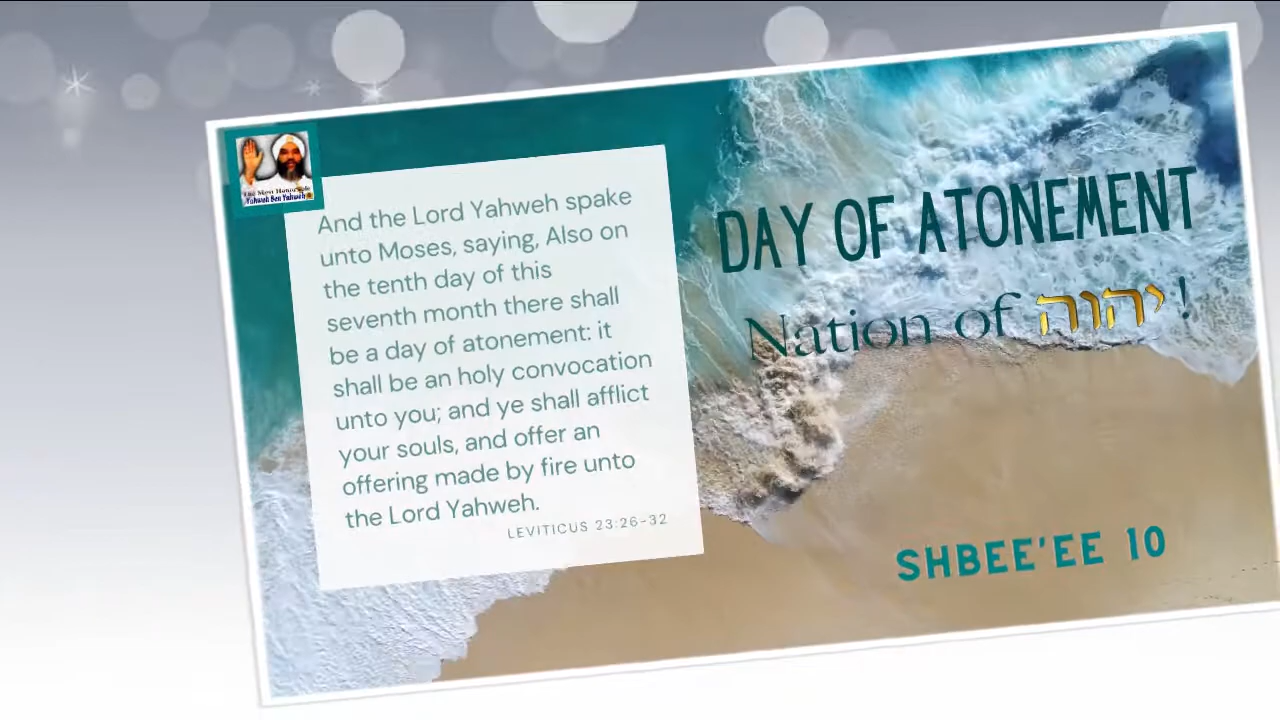 The Most Honorable
Yahweh Ben Yahweh
And the Lord Yahweh spake
unto Moses, saying, Also on
the tenth day of this
seventh month there shall
be a day of atonement: it
shall be an holy convocation
unto you; and ye shall afflict
your souls, and offer an
offering made by fire unto
the Lord Yahweh.
LEVITICUS 23:26-32
DAY OF ATONEMENT
Nation of יהוה!
SHBEE'EE 10